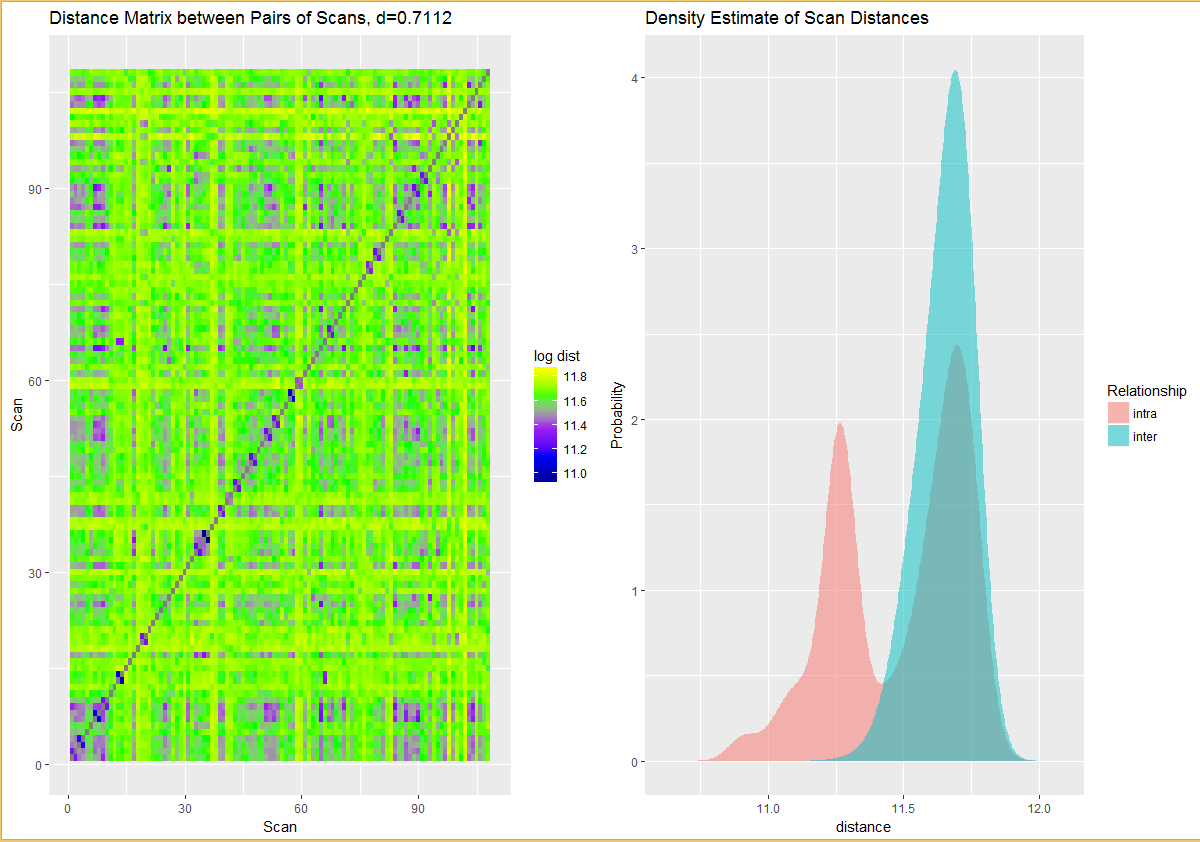 Distance Matrix between Pairs of Scans, d=0.7112
90
60
30
0
Scan
0 30 60 90
Scan
log dist
11.8
11.6
11.4
11.2
11.0
Density Estimate of Scan Distances
4
3
2
1
0
Probability
11.0 11.5 12.0
distance
Relationship
intra
inter